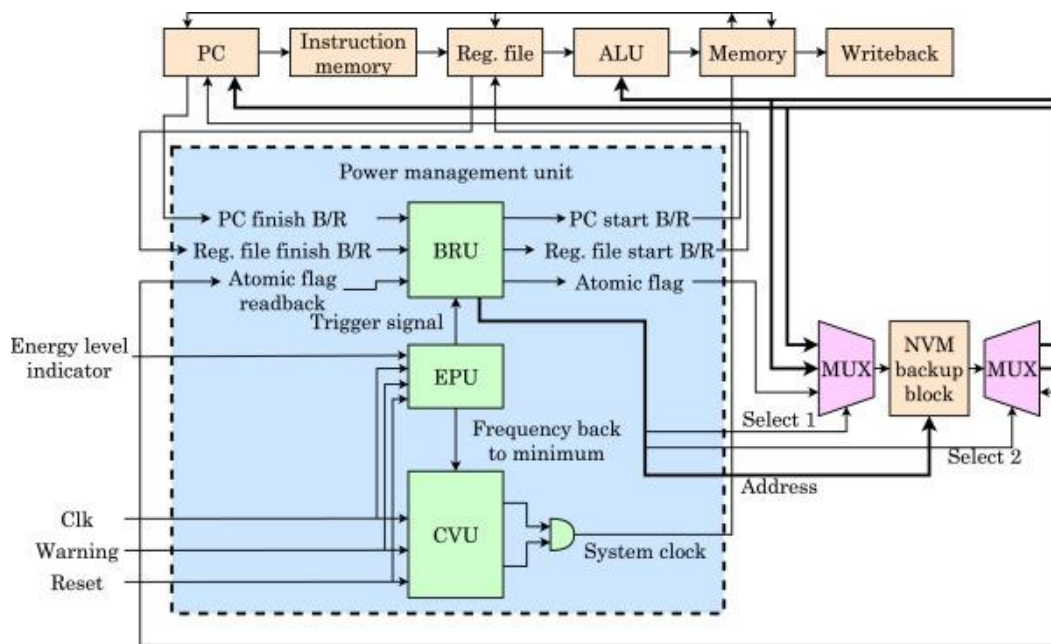 PC
Instruction
memory
Reg. file
ALU
Memory
Writeback
Power management unit
PC finish B/R
BRU
PC start B/R
Reg. file finish B/R
Reg. file start B/R
Atomic flag
readback
Atomic flag
Trigger signal
Energy level
indicator
EPU
MUX
NVM
backup
block
MUX
Select 1
Frequency back
to minimum
Select 2
Address
Clk
CVU
Warning
System clock
Reset